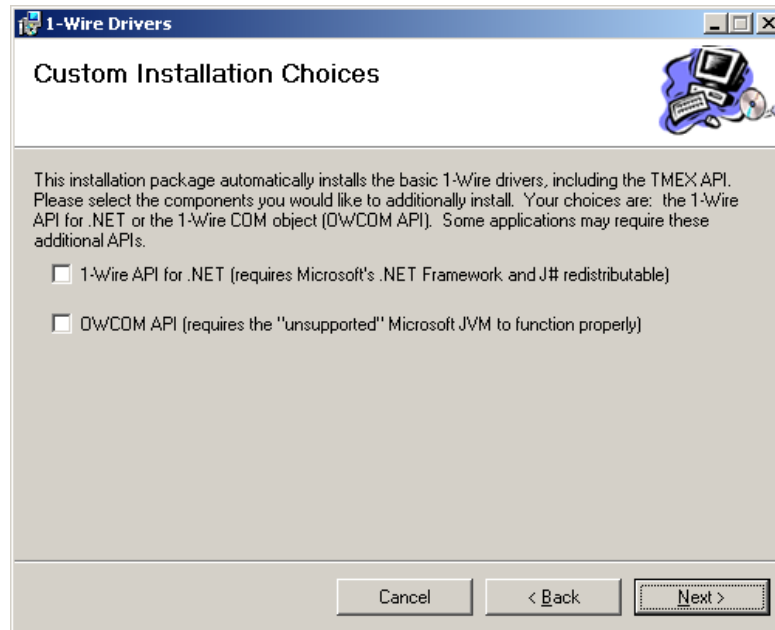 1-Wire Drivers
Custom Installation Choices
This installation package automatically installs the basic 1-Wire drivers, including the TMEX API.
Please select the components you would like to additionally install. Your choices are: the 1-Wire
API for .NET or the 1-Wire COM object (OWCOM API). Some applications may require these
additional APIs.
1-Wire API for .NET (requires Microsoft's .NET Framework and J# redistributable)
OWCOM API (requires the "unsupported" Microsoft JVM to function properly)
Cancel
< Back
Next >